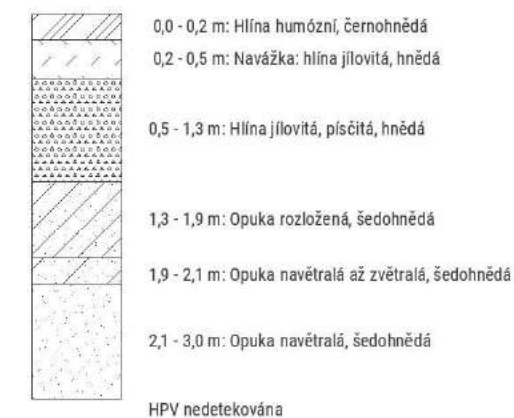 0,0 - 0,2 m: Hlína humózní, černohnědá
0,2 - 0,5 m: Navážka: hlína jílovitá, hnědá
0,5 - 1,3 m: Hlína jílovitá, písčitá, hnědá
1,3 - 1,9 m: Opuka rozložená, šedohnědá
1,9 - 2,1 m: Opuka navětralá až zvětralá, šedohnědá
2,1 - 3,0 m: Opuka navětralá, šedohnědá
HPV nedetekována